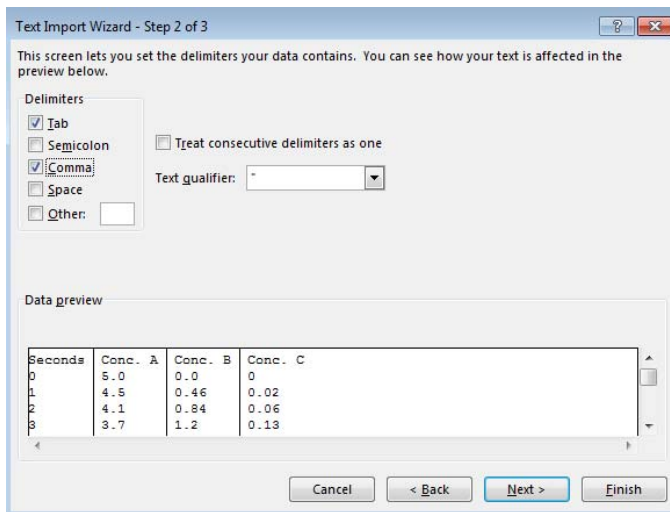 Text Import Wizard - Step 2 of 3
This screen lets you set the delimiters your data contains. You can see how your text is affected in the
preview below.
Delimiters
Tab
Semicolon
Comma
Space
Other:
Treat consecutive delimiters as one
Text qualifier: "
Data preview
Seconds Conc. A Conc. B Conc. C
0 5.0 0.0 0
1 4.5 0.46 0.02
2 4.1 0.84 0.06
3 3.7 1.2 0.13
Cancel < Back Next > Finish